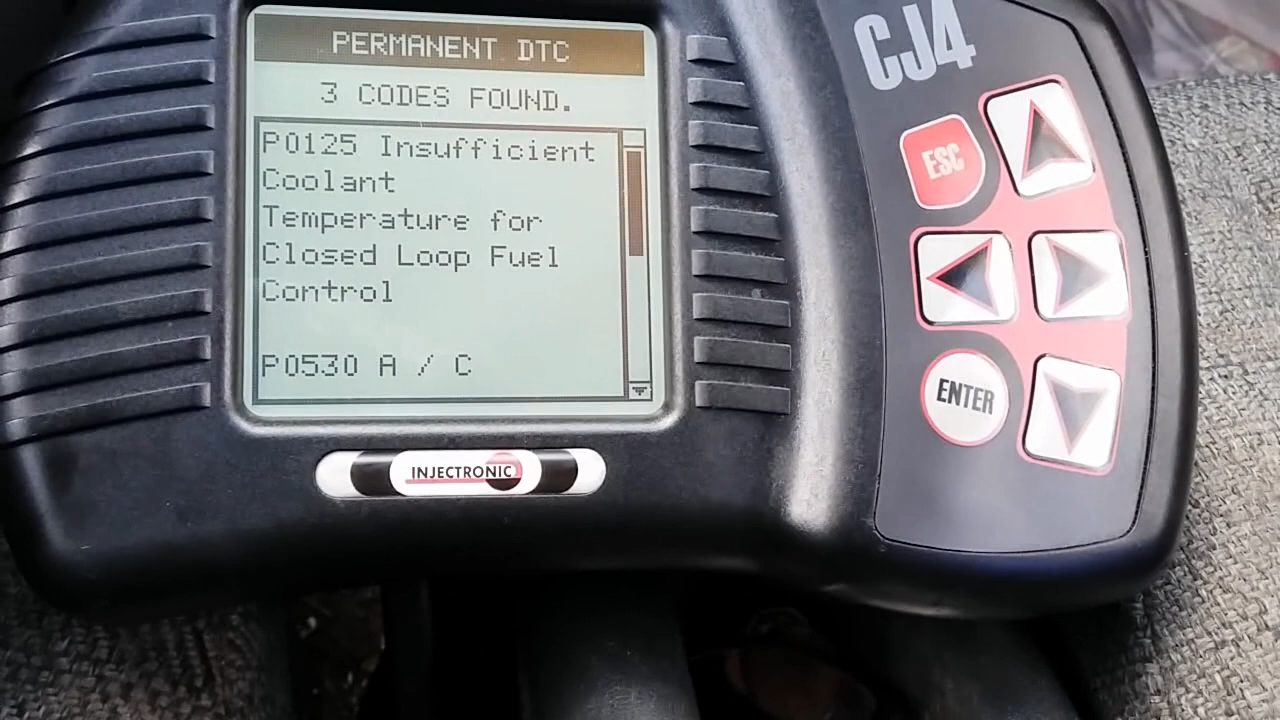 PERMANENT DTC
3 CODES FOUND.
P0125 Insufficient
Coolant
Temperature for
Closed Loop Fuel
Control
P0530 A / C
CJ4
ESC
ENTER
INJECTRONIC